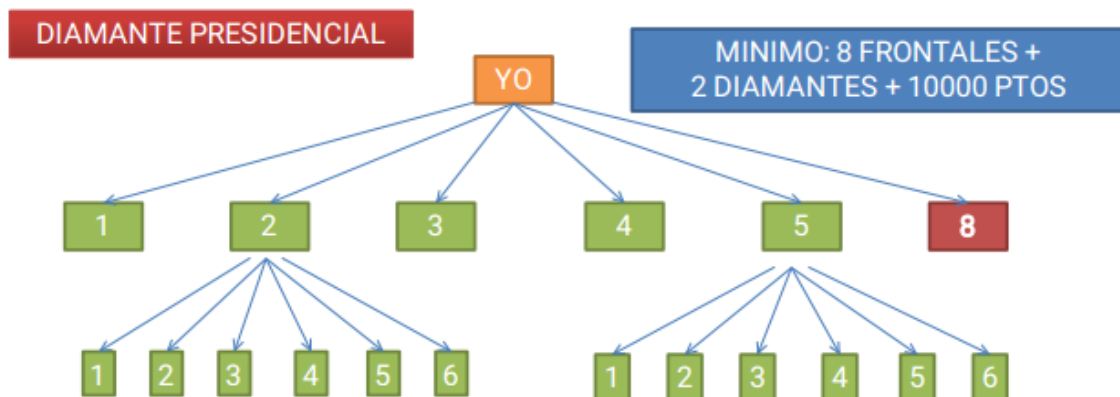 DIAMANTE PRESIDENCIAL
YO
MINIMO: 8 FRONTALES +
2 DIAMANTES + 10000 PTOS
1 2 3 4 5 8
1 2 3 4 5 6 1 2 3 4 5 6